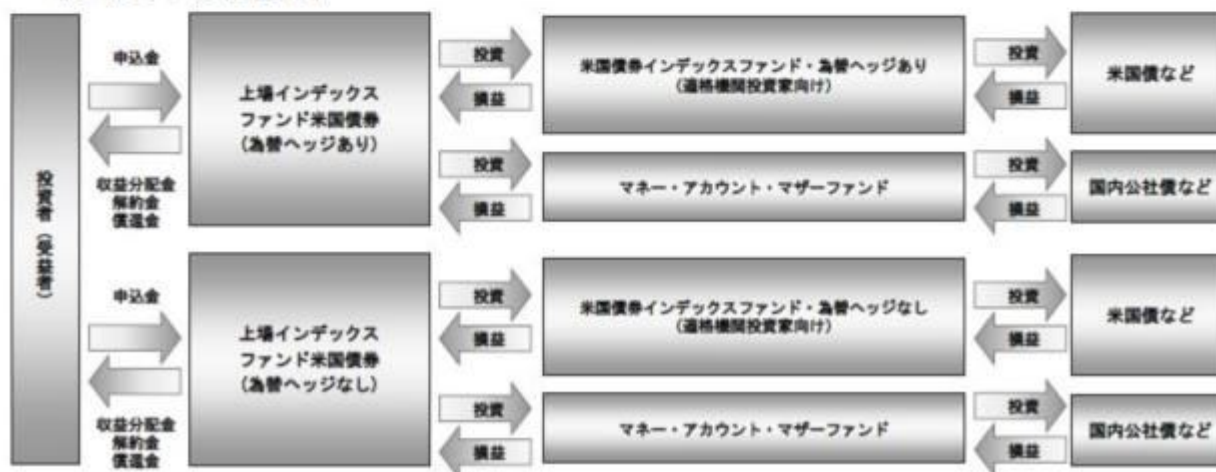 投資者（受益者）
申込金
収益分配金
解約金
償還金
上場インデックス
ファンド米国債券
(為替ヘッジあり)
投資
損益
米国債券インデックスファンド・為替ヘッジあり
(適格機関投資家向け)
投資
損益
米国債など
投資
損益
マネー・アカウント・マザーファンド
投資
損益
国内公社債など
申込金
収益分配金
解約金
償還金
上場インデックス
ファンド米国債券
(為替ヘッジなし)
投資
損益
米国債券インデックスファンド・為替ヘッジなし
(適格機関投資家向け)
投資
損益
米国債など
投資
損益
マネー・アカウント・マザーファンド
投資
損益
国内公社債など